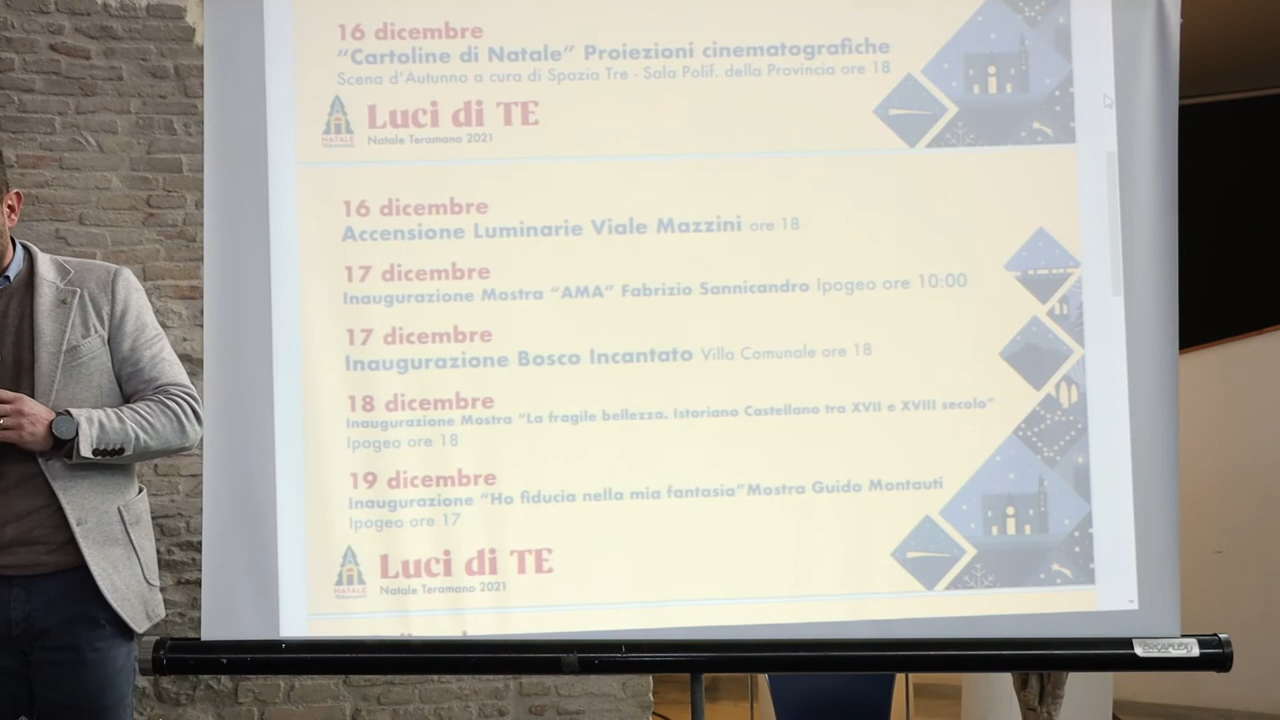 16 dicembre
“Cartoline di Natale” Proiezioni cinematografiche
Scena d'Autunno a cura di Spazio Tre - Sala Polif. della Provincia ore 18
NATALE
TERAMANO
Luci di TE
Natale Teramano 2021
16 dicembre
Accensione Luminarie Viale Mazzini ore 18
17 dicembre
Inaugurazione Mostra “AMA” Fabrizio Sannicandro Ipogeo ore 10:00
17 dicembre
Inaugurazione Bosco Incantato Villa Comunale ore 18
18 dicembre
Inaugurazione Mostra “La fragile bellezza. Istoriano Castellano tra XVII e XVIII secolo”
Ipogeo ore 18
19 dicembre
Inaugurazione “Ho fiducia nella mia fantasia”Mostra Guido Montauti
Ipogeo ore 17
NATALE
TERAMANO
Luci di TE
Natale Teramano 2021